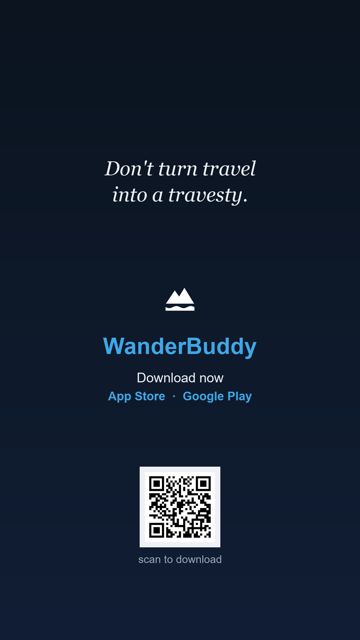 Don't turn travel
into a travesty.
WanderBuddy
Download now
App Store · Google Play
scan to download